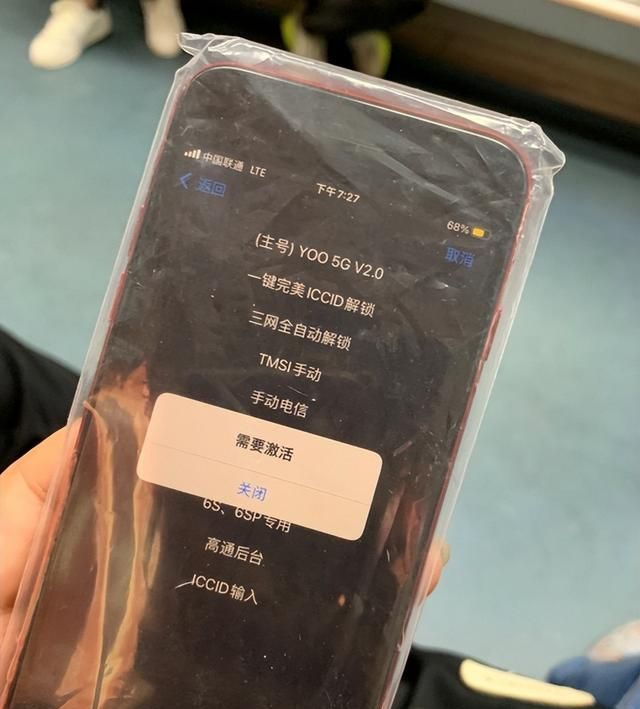 中国联通 LTE
下午7:27
68%
返回
取消
(主号) YOO 5G V2.0
一键完美ICCID解锁
三网全自动解锁
TMSI手动
手动电信
需要激活
关闭
6S、6SP专用
高通后台
ICCID输入